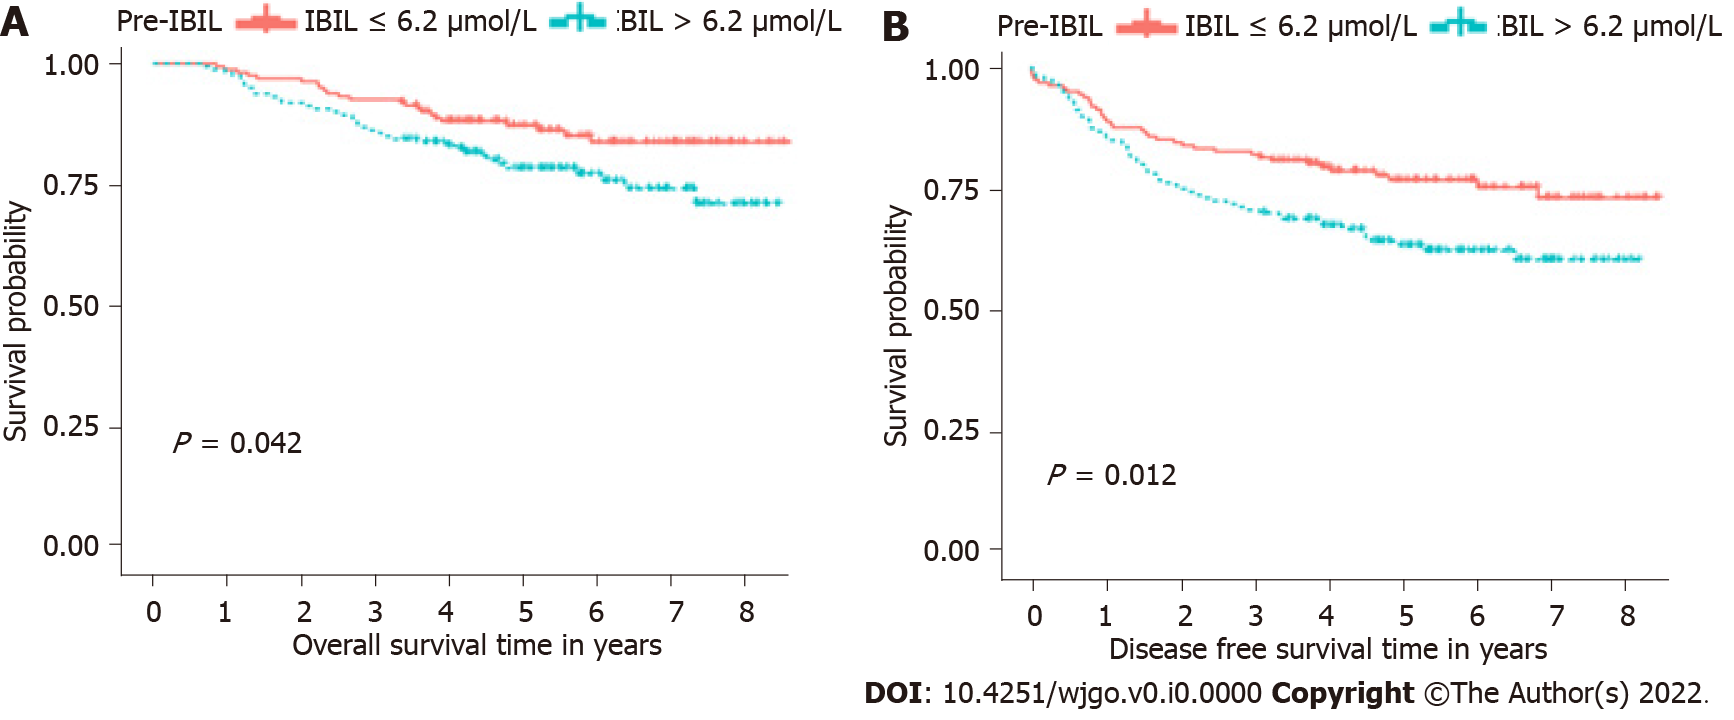 A Pre-IBIL IBIL ≤ 6.2 μmol/L IBIL > 6.2 μmol/L
1.00
0.75
0.50
0.25
0.00
Survival probability
P = 0.042
0 1 2 3 4 5 6 7 8
Overall survival time in years
B Pre-IBIL IBIL ≤ 6.2 μmol/L IBIL > 6.2 μmol/L
1.00
0.75
0.50
0.25
0.00
Survival probability
P = 0.012
0 1 2 3 4 5 6 7 8
Disease free survival time in years
DOI: 10.4251/wjgo.v0.i0.0000 Copyright ©The Author(s) 2022.